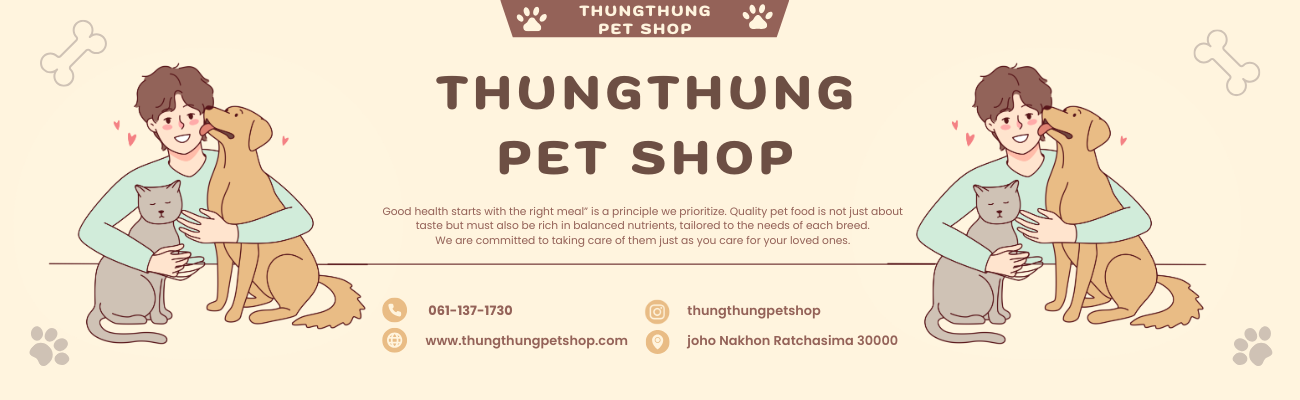 THUNGTHUNG
PET SHOP
THUNGTHUNG
PET SHOP
Good health starts with the right meal" is a principle we prioritize. Quality pet food is not just about
taste but must also be rich in balanced nutrients, tailored to the needs of each breed.
We are committed to taking care of them just as you care for your loved ones.
061-137-1730
thungthungpetshop
www.thungthungpetshop.com
joho Nakhon Ratchasima 30000